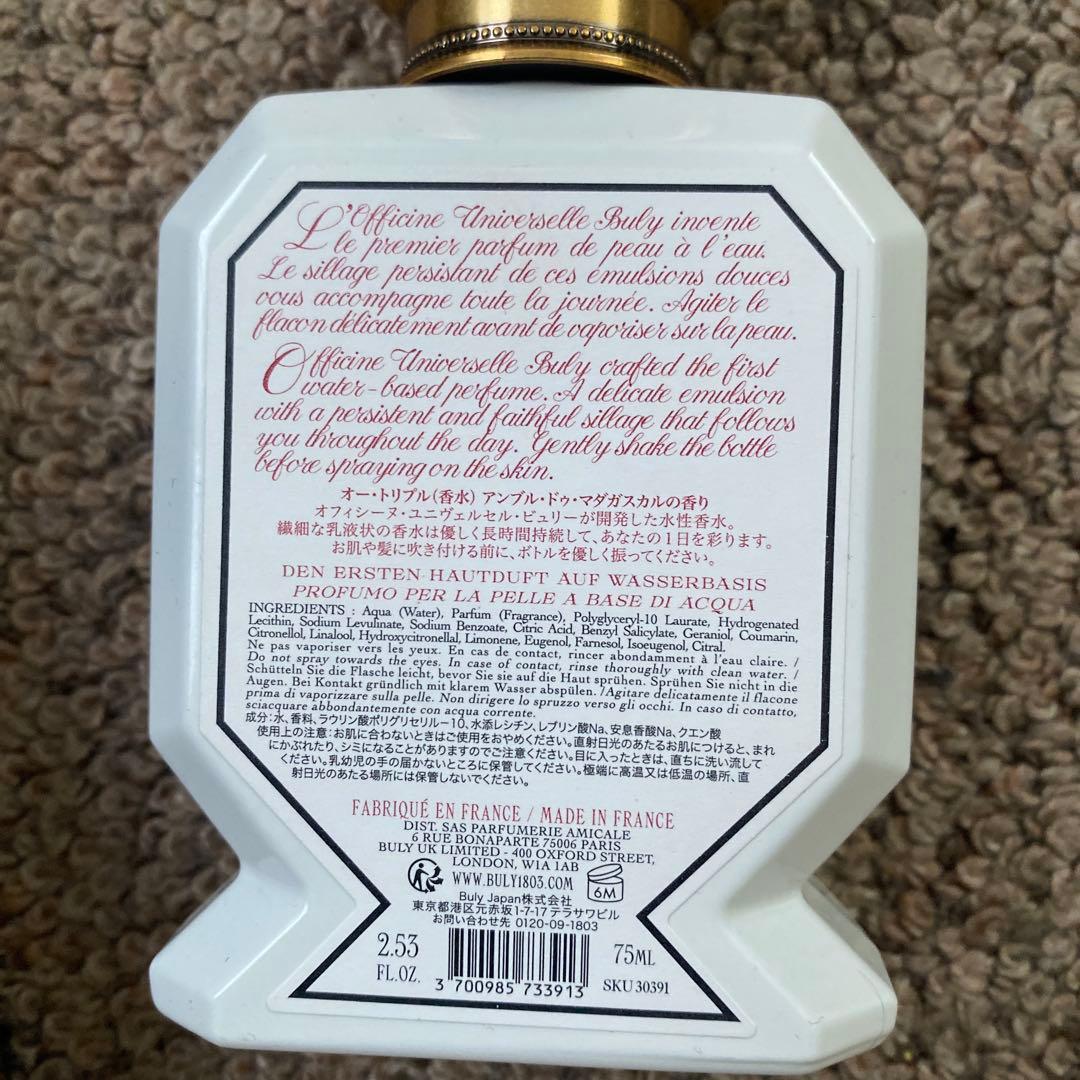 L'Officine Universelle Buly invente
le premier parfum de peau à l'eau.
Le sillage persistant de ces émulsions douces
vous accompagne toute la journée. Agiter le
flacon délicatement avant de vaporiser sur la peau.
Officine Universelle Buly crafted the first
water-based perfume. A delicate emulsion
with a persistent and faithful sillage that follows
you throughout the day. Gently shake the bottle
before spraying on the skin.
オー・トリプル(香水) アンブル・ドゥ・マダガスカルの香り
オフィシーヌ・ユニヴェルセル・ビュリーが開発した水性香水。
繊細な乳液状の香水は優しく長時間持続して、あなたの1日を彩ります。
お肌や髪に吹き付ける前に、ボトルを優しく振ってください。
DEN ERSTEN HAUTDUFT AUF WASSERBASIS
PROFUMO PER LA PELLE A BASE DI ACQUA
INGREDIENTS : Aqua (Water), Parfum (Fragrance), Polyglyceryl-10 Laurate, Hydrogenated
Lecithin, Sodium Levulinate, Sodium Benzoate, Citric Acid, Benzyl Salicylate, Geraniol, Coumarin,
Citronellol, Linalool, Hydroxycitronellal, Limonene, Eugenol, Farnesol, Isoeugenol, Citral.
Ne pas vaporiser vers les yeux. En cas de contact, rincer abondamment à l'eau claire. /
Do not spray towards the eyes. In case of contact, rinse thoroughly with clean water. /
Schütteln Sie die Flasche leicht, bevor Sie sie auf die Haut sprühen. Sprühen Sie nicht in die
Augen. Bei Kontakt gründlich mit klarem Wasser abspülen. /Agitare delicatamente il flacone
prima di vaporizzare sulla pelle. Non dirigere lo spruzzo verso gli occhi. In caso di contatto,
sciacquare abbondantemente con acqua corrente.
成分:水、香料、ラウリン酸ポリグリセリル-10、水添レシチン、レブリン酸Na、安息香酸Na、クエン酸
使用上の注意:お肌に合わないときはご使用をおやめください。直射日光のあたるお肌につけると、まれ
にかぶれたり、シミになることがありますのでご注意ください。目に入ったときは、直ちに洗い流して
ください。乳幼児の手の届かないところに保管してください。極端に高温又は低温の場所、直
射日光のあたる場所には保管しないでください。
FABRIQUÉ EN FRANCE / MADE IN FRANCE
DIST. SAS PARFUMERIE AMICALE
6 RUE BONAPARTE 75006 PARIS
BULY UK LIMITED - 400 OXFORD STREET,
LONDON, W1A 1AB
WWW.BULY1803.COM
6M
Buly Japan株式会社
東京都港区元赤坂1-7-17 テラサワビル
お問い合わせ先 0120-09-1803
2.53
FL.OZ.
3 700985 733913
75ML
SKU 30391